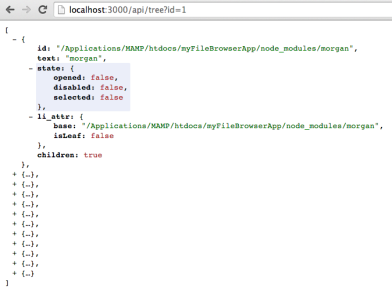 localhost:3000/api/tree?id=1
[
- {
id: "/Applications/MAMP/htdocs/myFileBrowserApp/node_modules/morgan",
text: "morgan",
- state: {
opened: false,
disabled: false,
selected: false
},
- li_attr: {
base: "/Applications/MAMP/htdocs/myFileBrowserApp/node_modules/morgan",
isLeaf: false
},
children: true
},
+ {…},
+ {…},
+ {…},
+ {…},
+ {…},
+ {…},
+ {…},
+ {…},
+ {…},
+ {…},
+ {…}
]